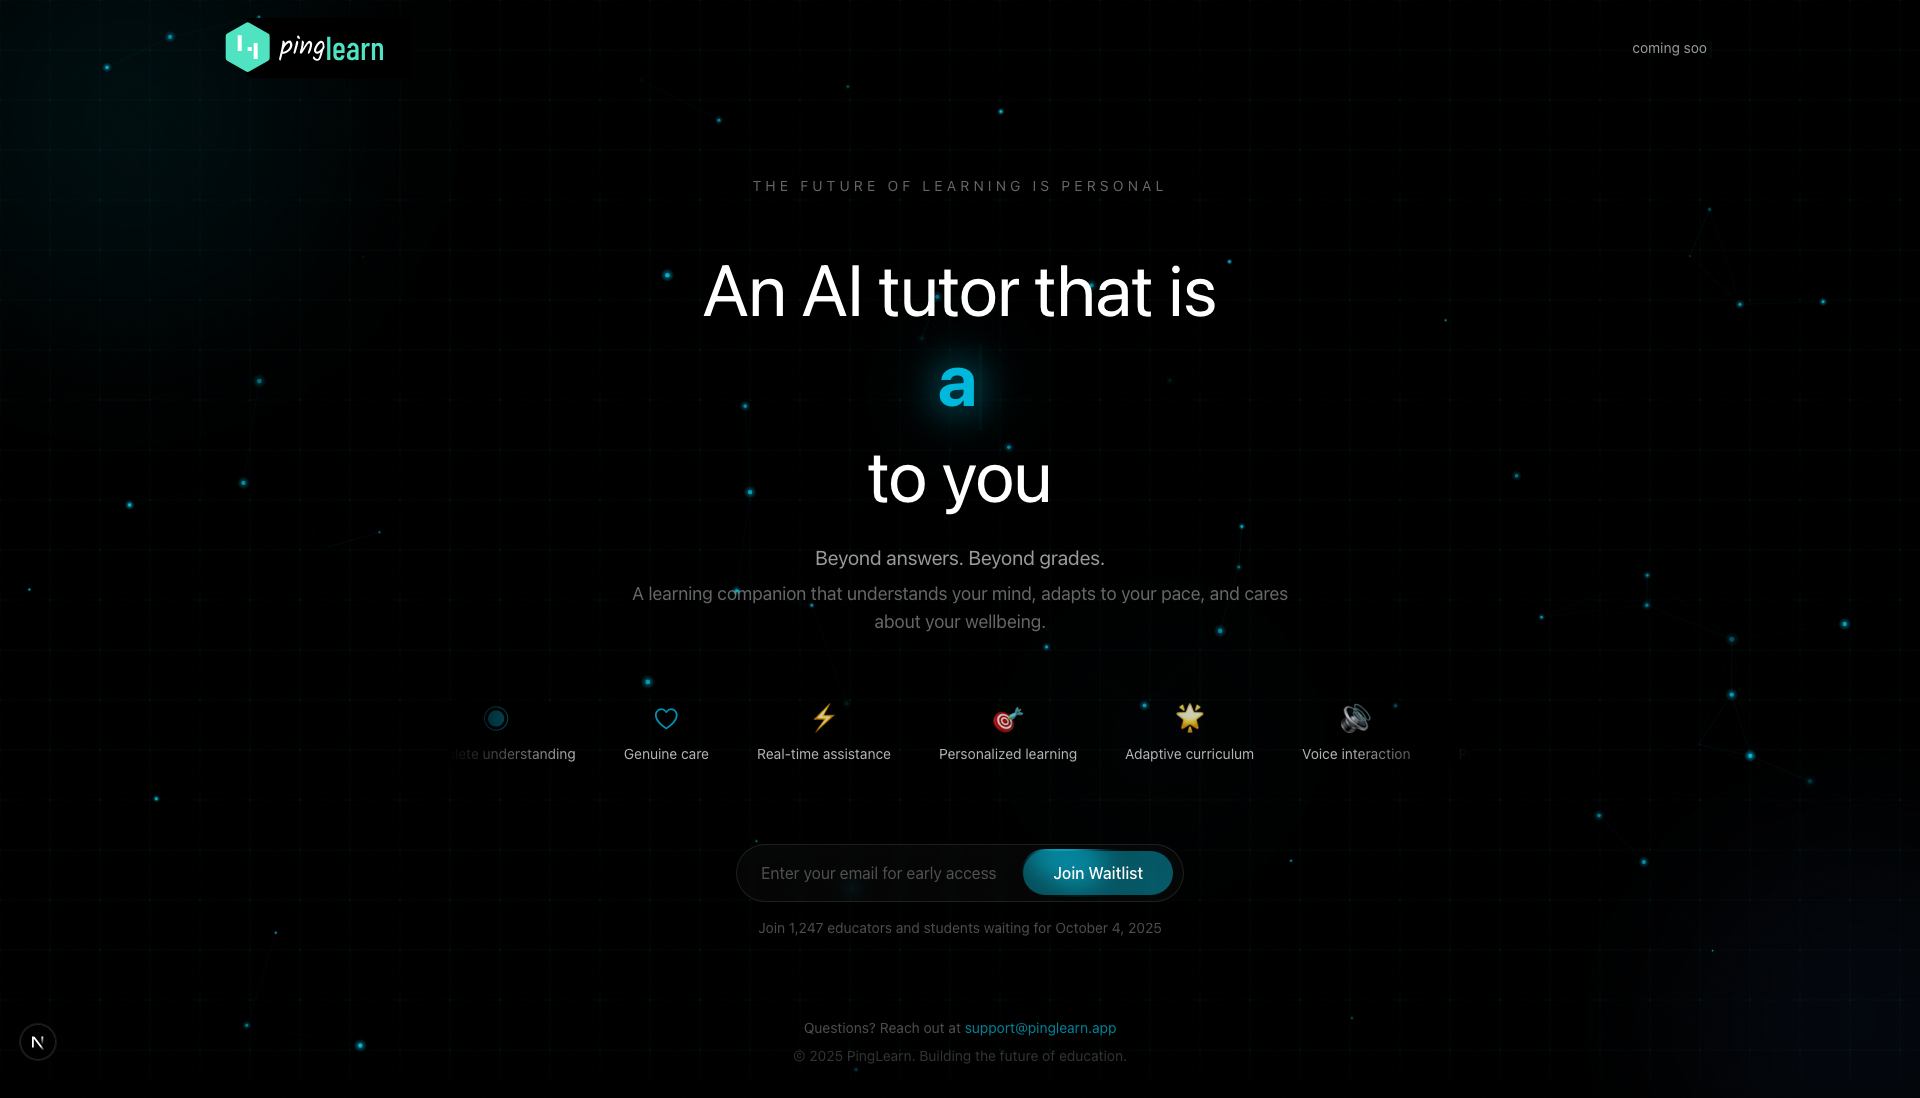 pinglearn
coming soo
THE FUTURE OF LEARNING IS PERSONAL
An AI tutor that is
a
to you
Beyond answers. Beyond grades.
A learning companion that understands your mind, adapts to your pace, and cares
about your wellbeing.
lete understanding Genuine care Real-time assistance Personalized learning Adaptive curriculum Voice interaction R
Enter your email for early access Join Waitlist
Join 1,247 educators and students waiting for October 4, 2025
Questions? Reach out at support@pinglearn.app
N
© 2025 PingLearn. Building the future of education.